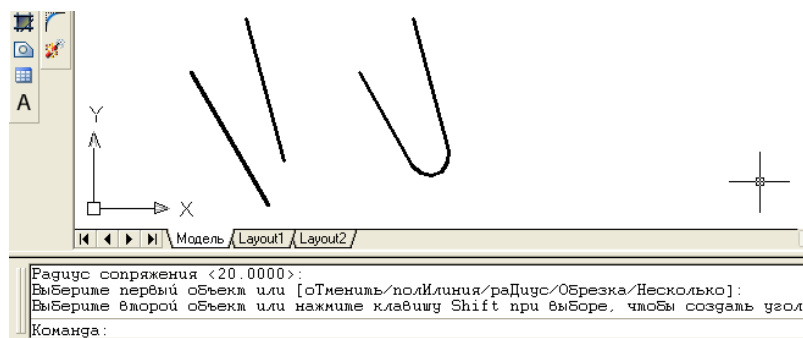 A
Y
X
Модель Layout1 Layout2
Радиус сопряжения <20.0000>:
Выберите первый объект или [оТменить/полИлиния/раДиус/Обрезка/Несколько]:
Выберите второй объект или нажмите клавишу Shift при выборе, чтобы создать угол
Команда: